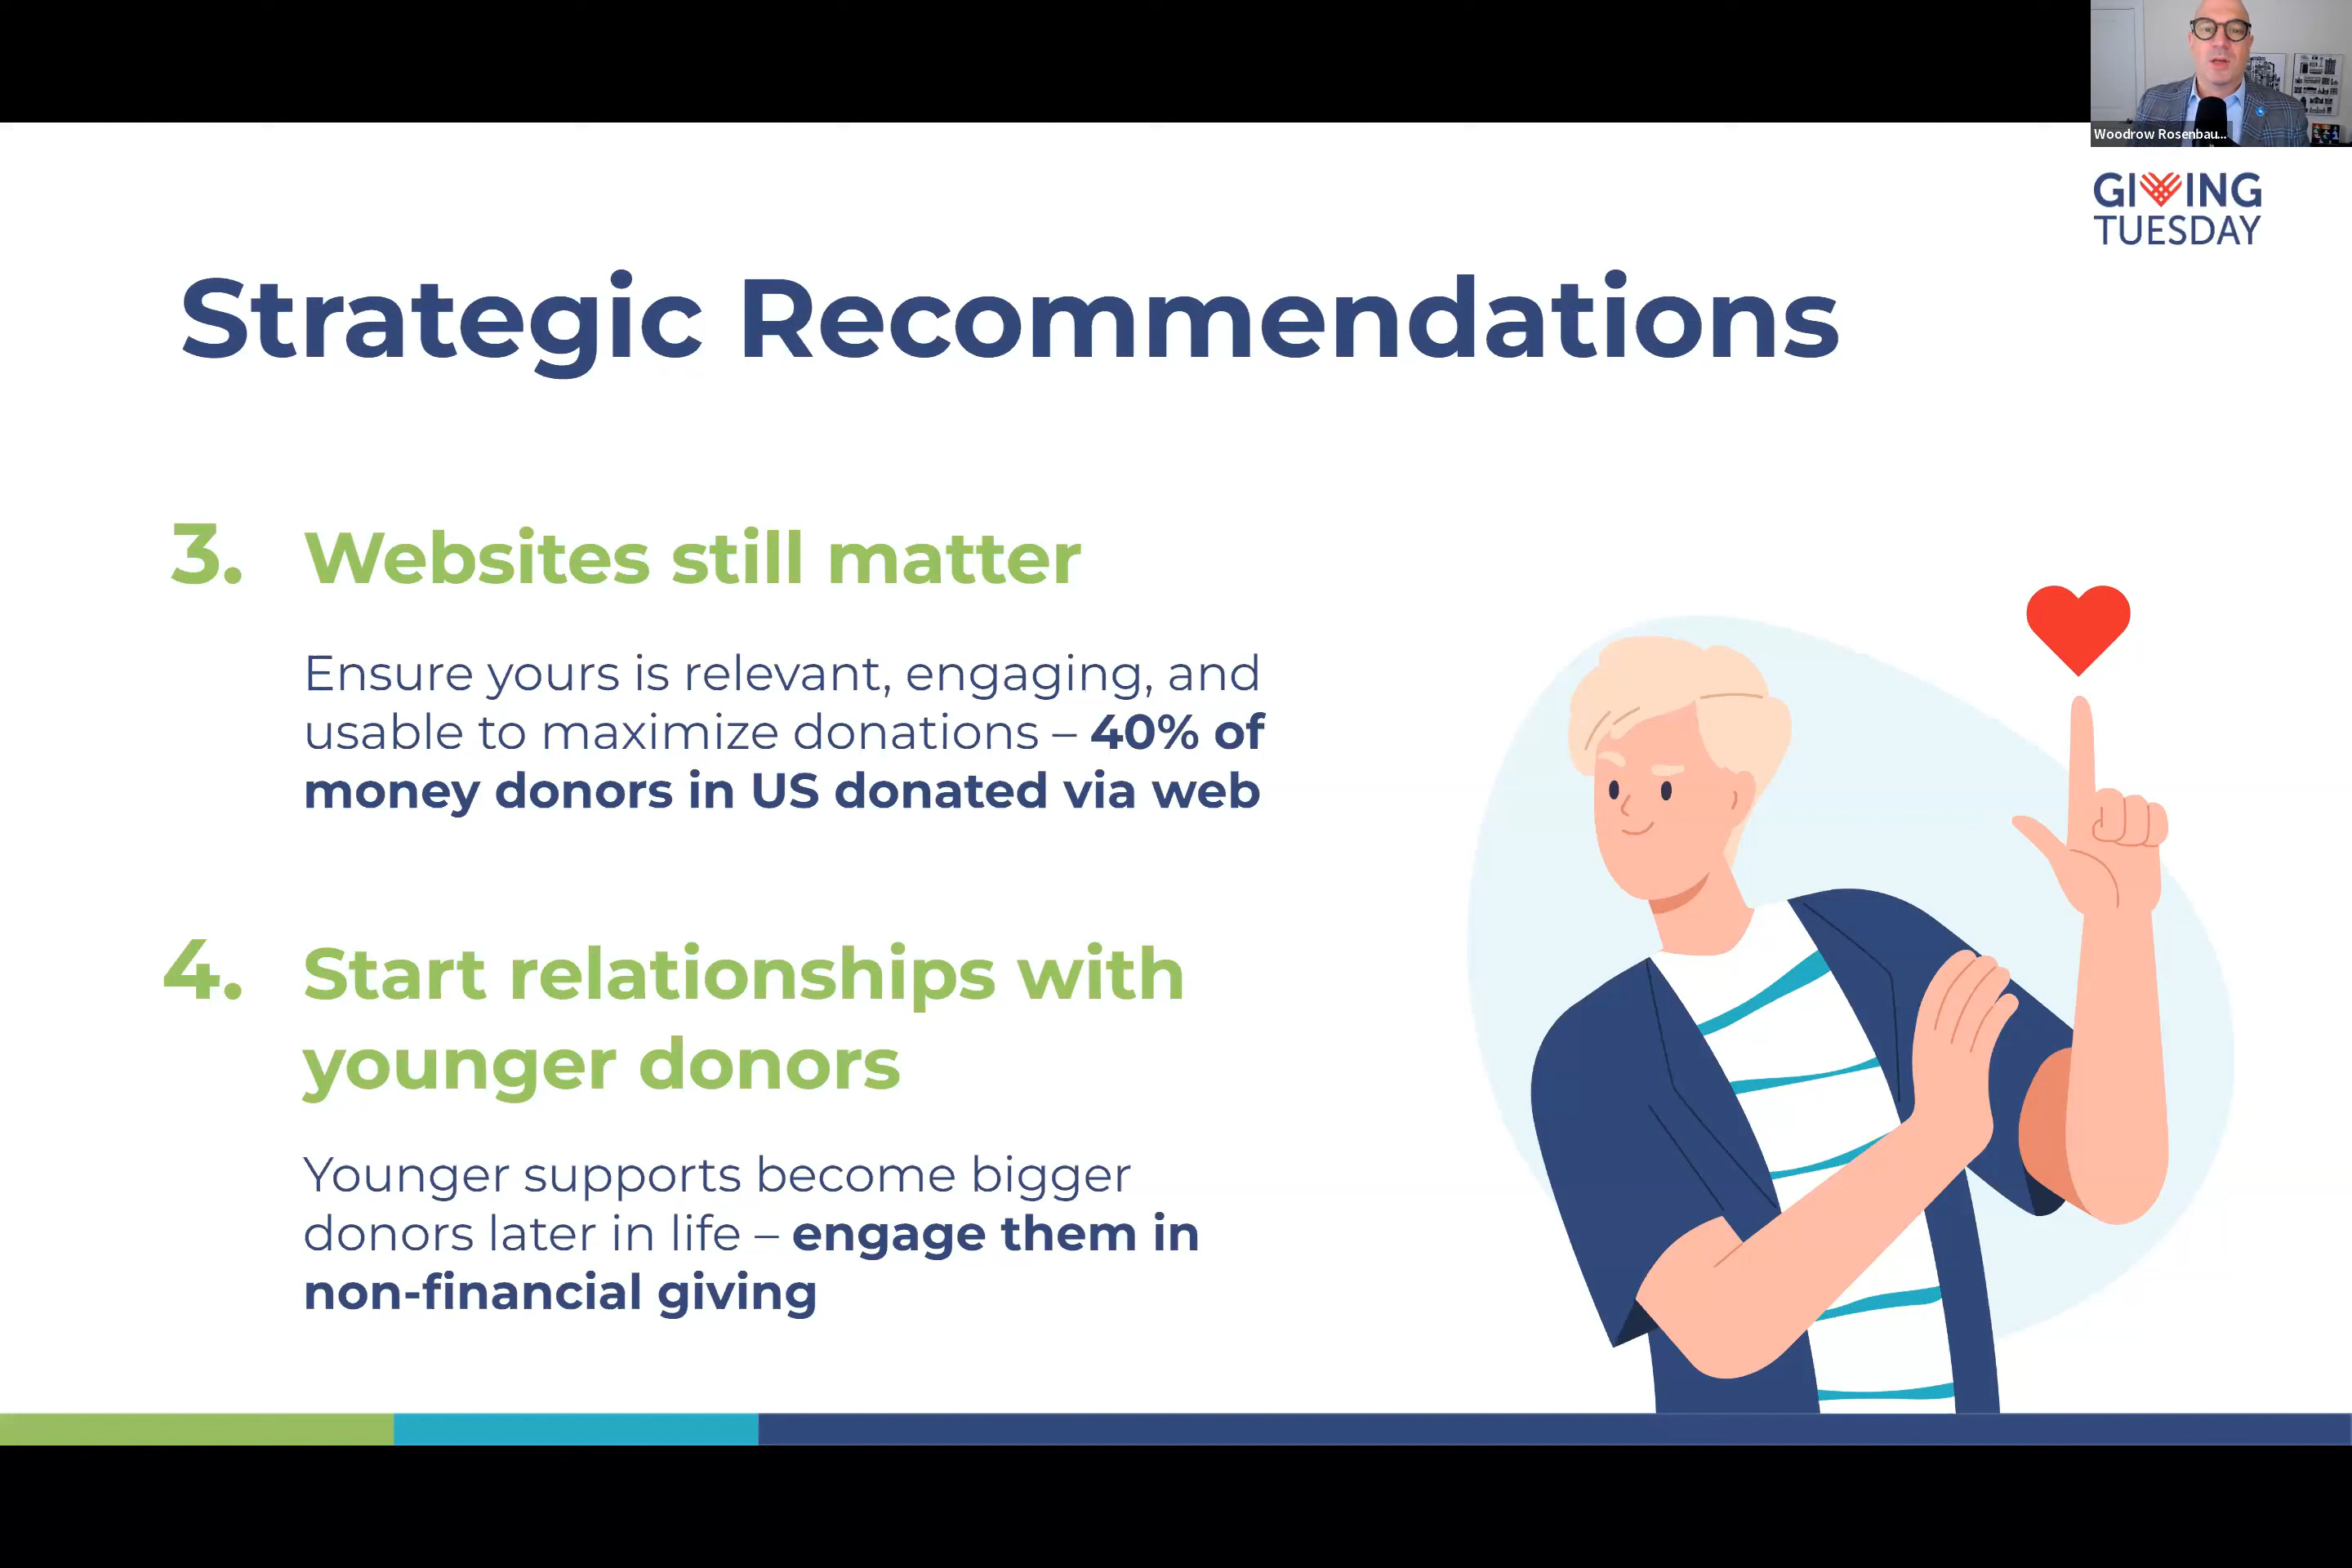 Woodrow Rosenbau...
GIVING
TUESDAY
Strategic Recommendations
3. Websites still matter
Ensure yours is relevant, engaging, and
usable to maximize donations – 40% of
money donors in US donated via web
4. Start relationships with
younger donors
Younger supports become bigger
donors later in life – engage them in
non-financial giving